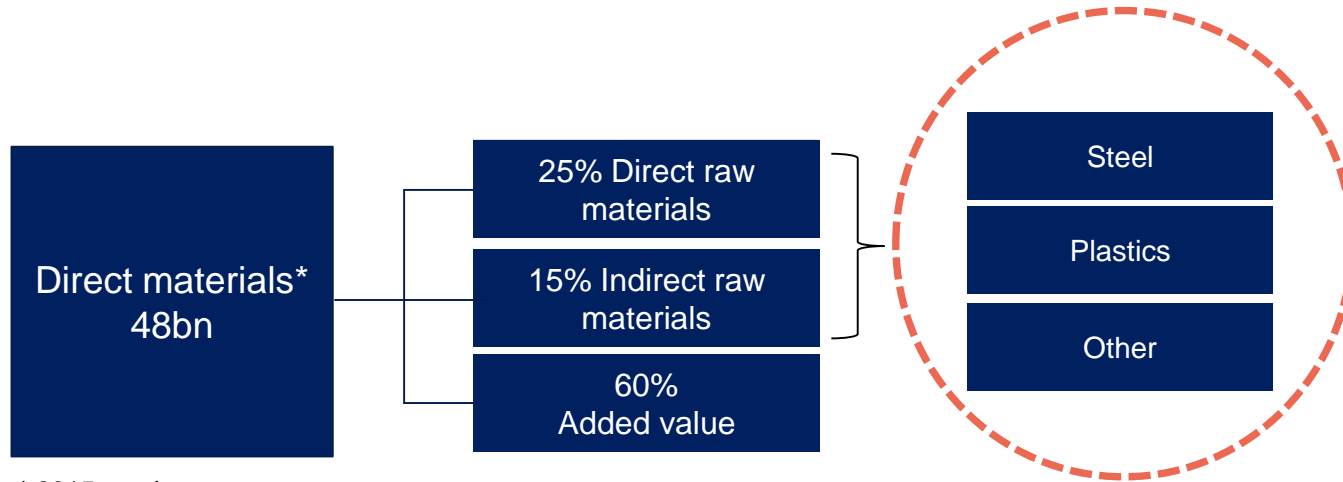 Direct materials*
48bn
25% Direct raw
materials
15% Indirect raw
materials
60%
Added value
Steel
Plastics
Other